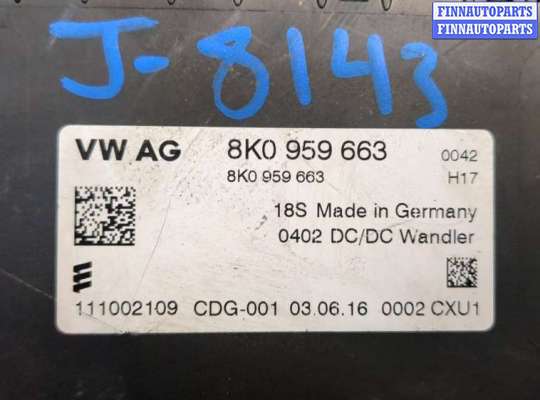 FINNAUTOPARTS
FINNAUTOPARTS
J-8143
VW AG 8K0 959 663 0042
8K0 959 663 H17
18S Made in Germany
0402 DC/DC Wandler
111002109 CDG-001 03.06.16 0002 CXU1